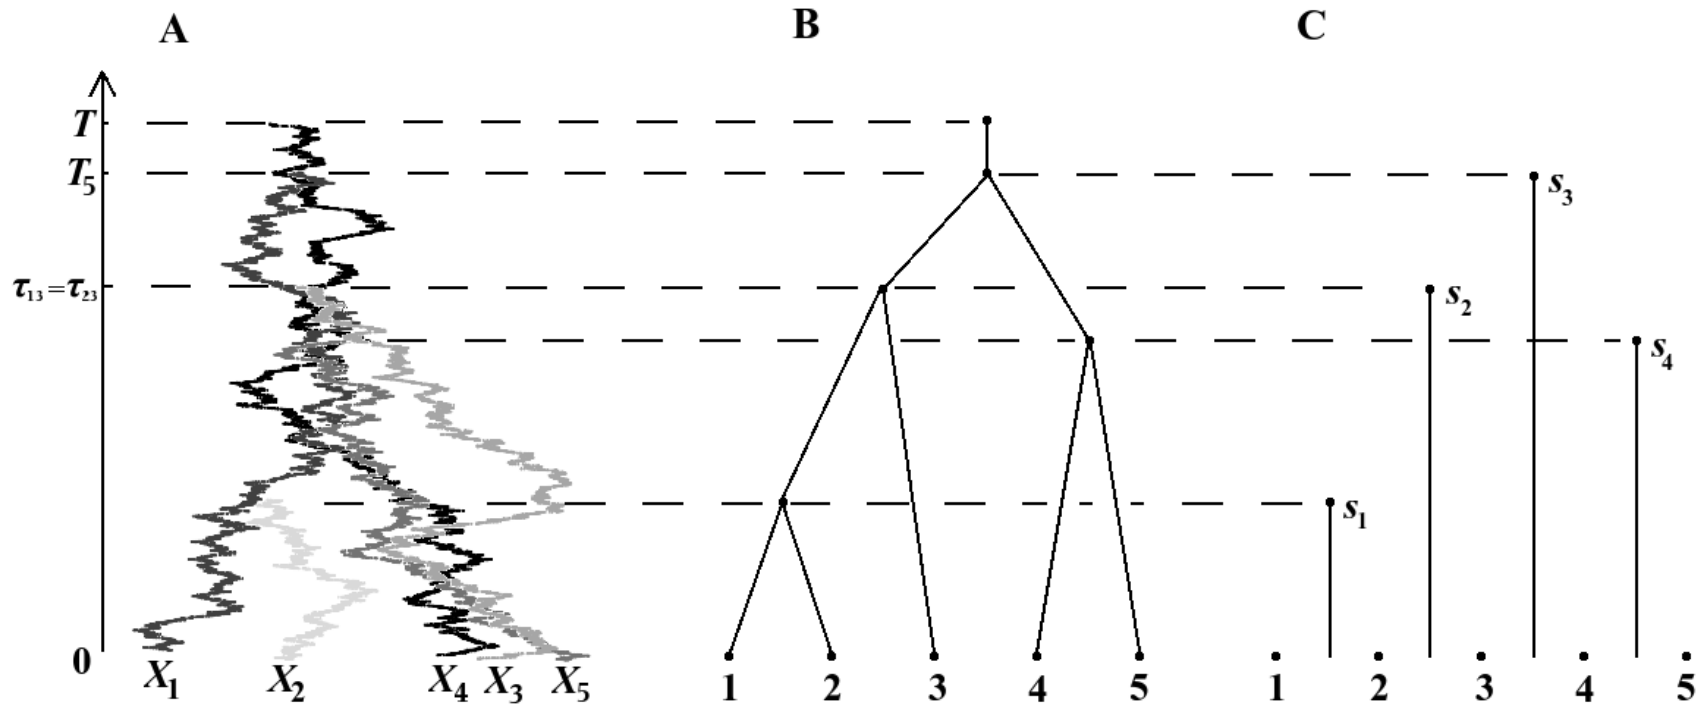 A B C
T
T₅
s₃
τ₁₃=τ₂₃
s₂
s₄
s₁
0
X₁ X₂ X₄ X₃ X₅
1 2 3 4 5
1 2 3 4 5